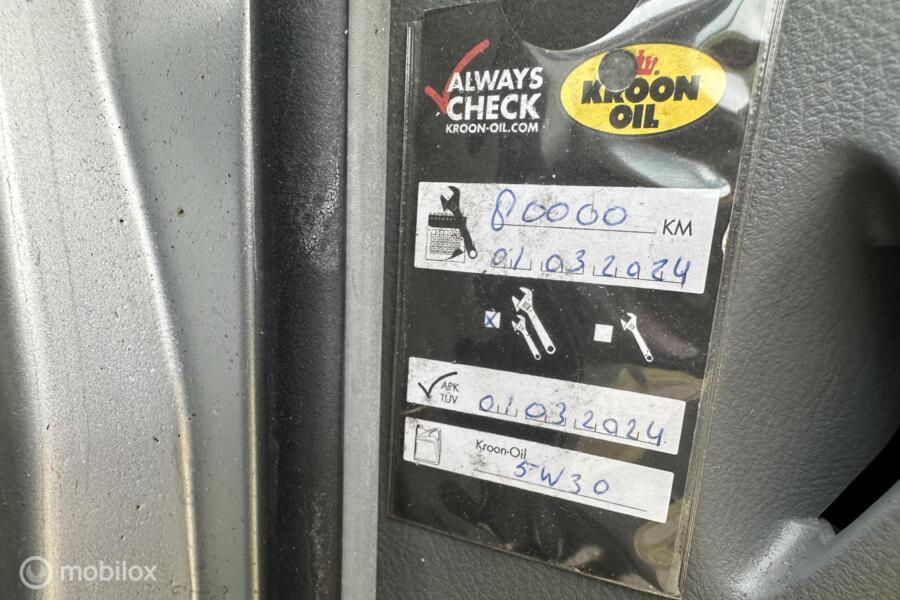 ALWAYS
CHECK
KROON-OIL.COM
KROON
OIL
80000 KM
01 03 2024
x
APK
TÜV
01 03 2024
Kroon-Oil
5W30
mobilox